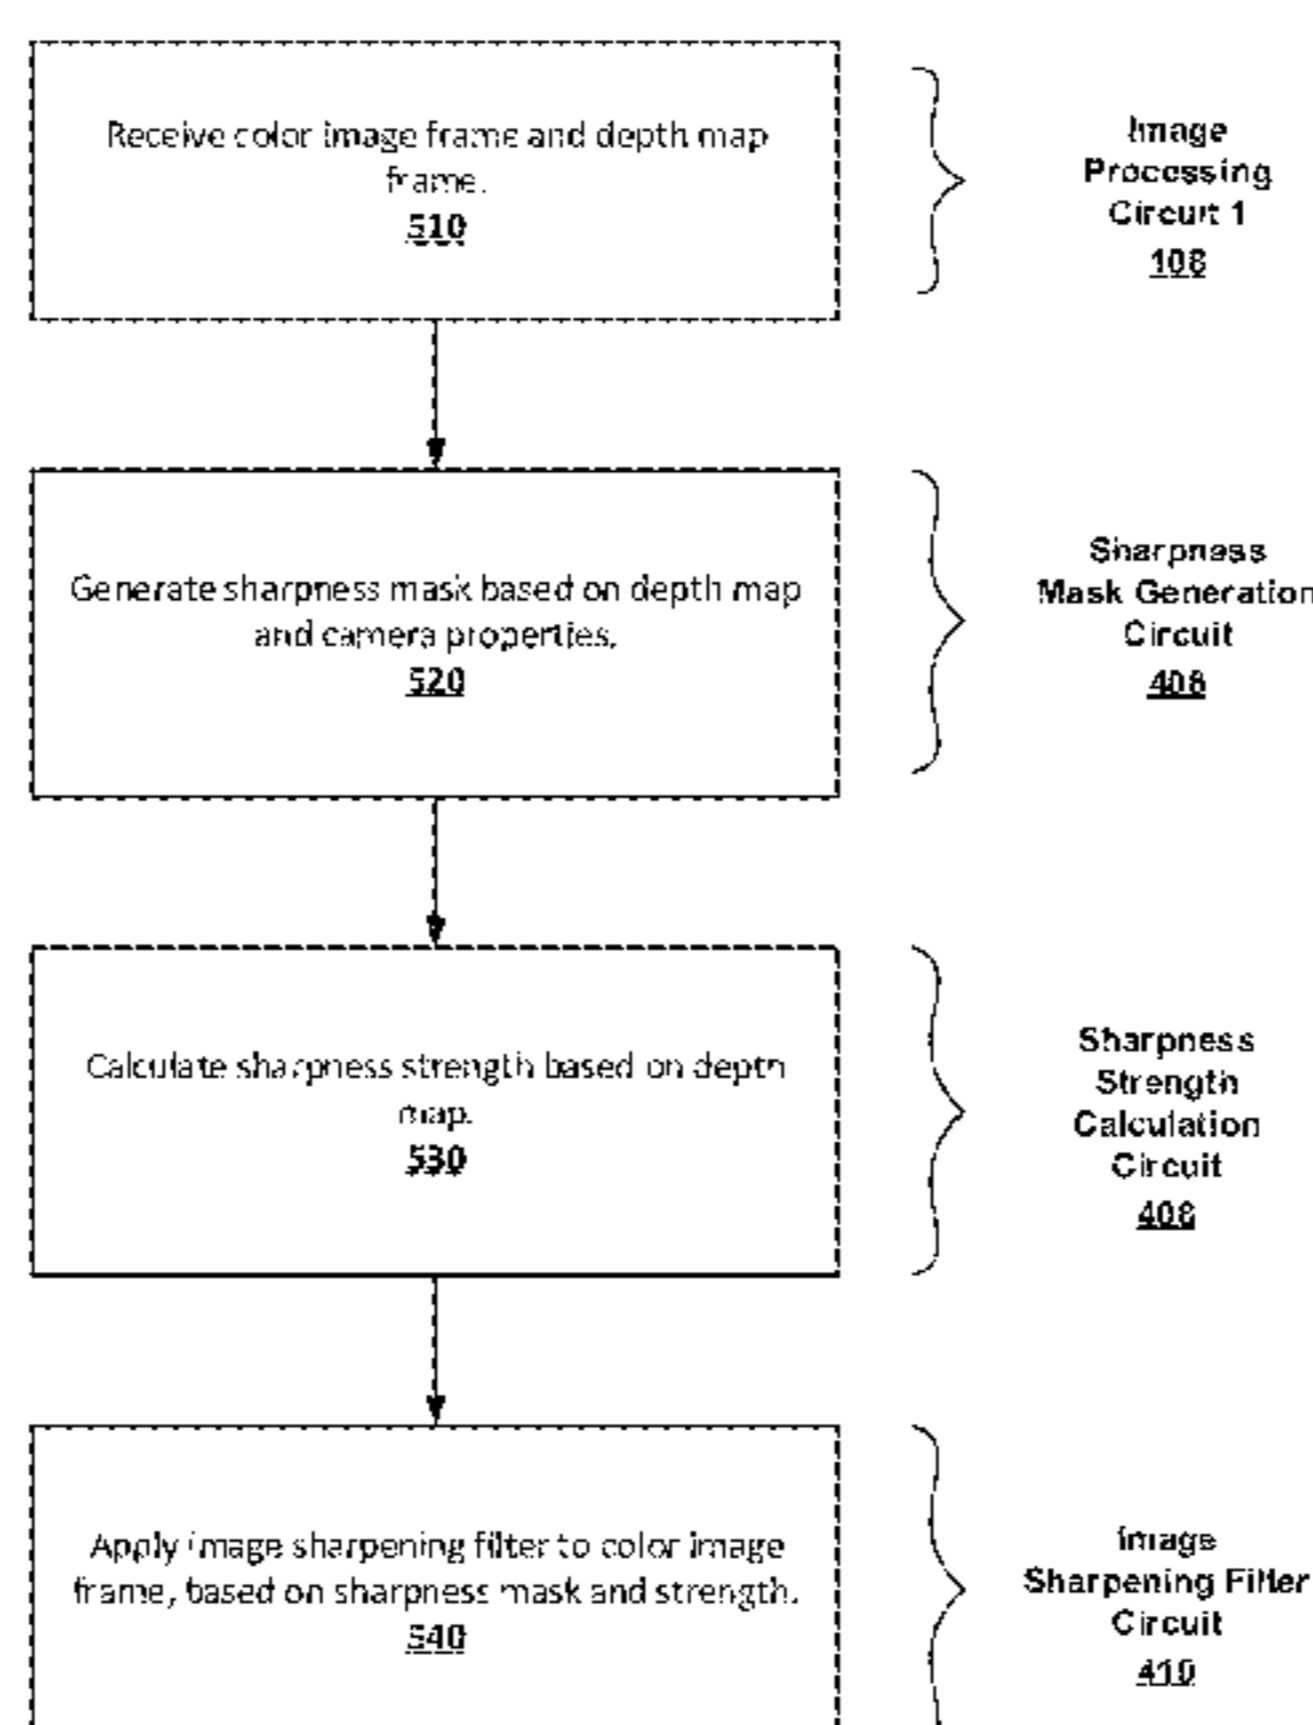 Receive color image frame and depth map
frame.
510
Image
Processing
Circuit 1
108
Generate sharpness mask based on depth map
and camera properties.
520
Sharpness
Mask Generation
Circuit
406
Calculate sharpness strength based on depth
map.
530
Sharpness
Strength
Calculation
Circuit
408
Apply image sharpening filter to color image
frame, based on sharpness mask and strength.
540
Image
Sharpening Filter
Circuit
410